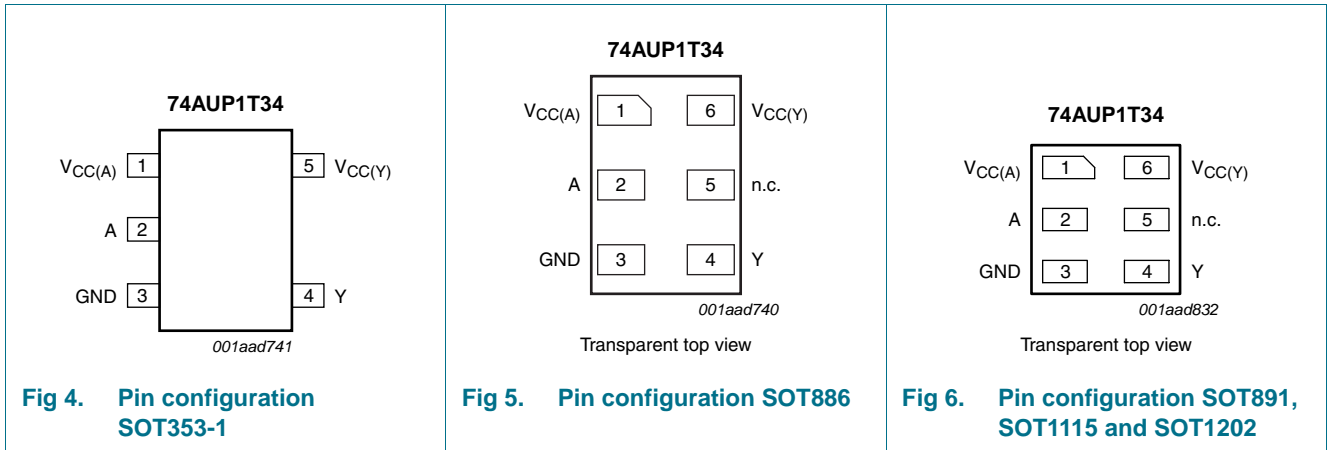 74AUP1T34
VCC(A) 1 5 VCC(Y)
A 2
GND 3 4 Y
001aad741
Fig 4. Pin configuration
SOT353-1
74AUP1T34
VCC(A) 1 6 VCC(Y)
A 2 5 n.c.
GND 3 4 Y
001aad740
Transparent top view
Fig 5. Pin configuration SOT886
74AUP1T34
VCC(A) 1 6 VCC(Y)
A 2 5 n.c.
GND 3 4 Y
001aad832
Transparent top view
Fig 6. Pin configuration SOT891,
SOT1115 and SOT1202